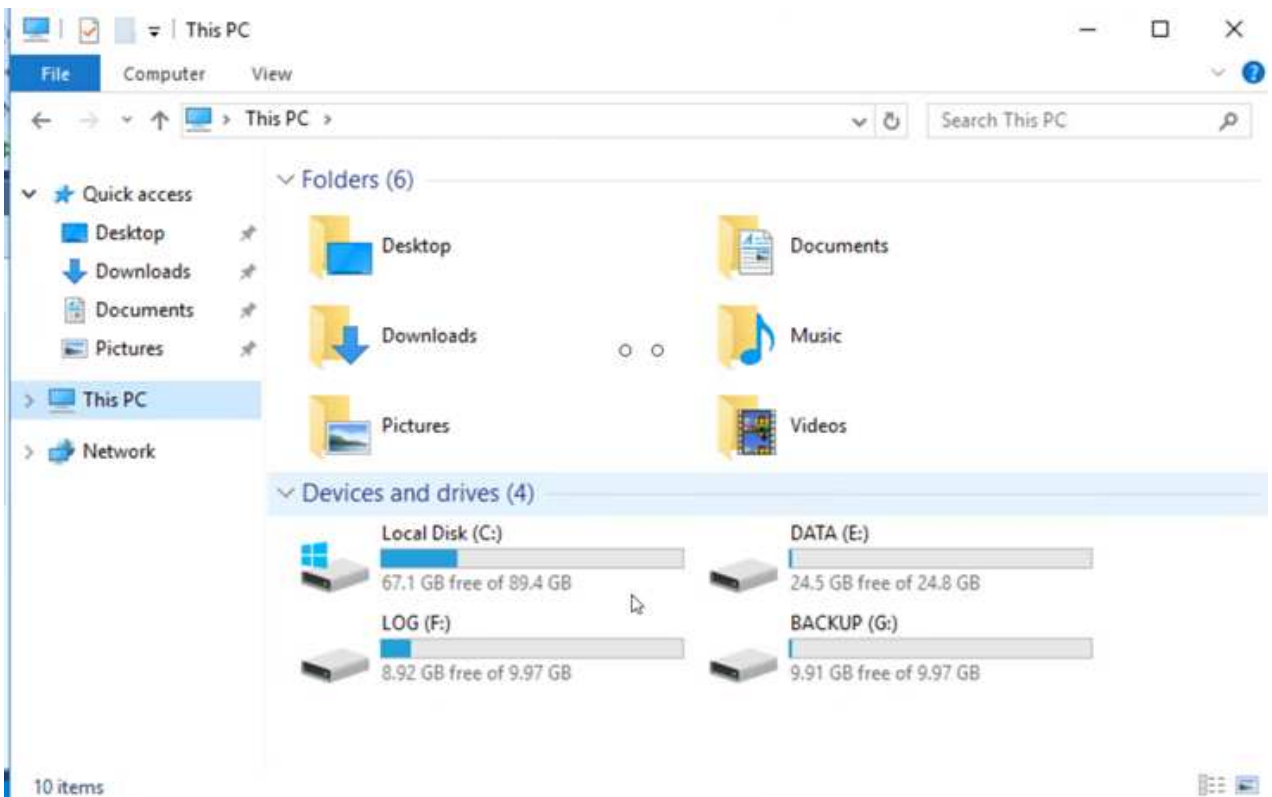 This PC
File Computer View
This PC
Search This PC
Quick access
Desktop
Downloads
Documents
Pictures
This PC
Network
Folders (6)
Desktop
Documents
Downloads
Music
Pictures
Videos
Devices and drives (4)
Local Disk (C:)
67.1 GB free of 89.4 GB
DATA (E:)
24.5 GB free of 24.8 GB
LOG (F:)
8.92 GB free of 9.97 GB
BACKUP (G:)
9.91 GB free of 9.97 GB
10 items